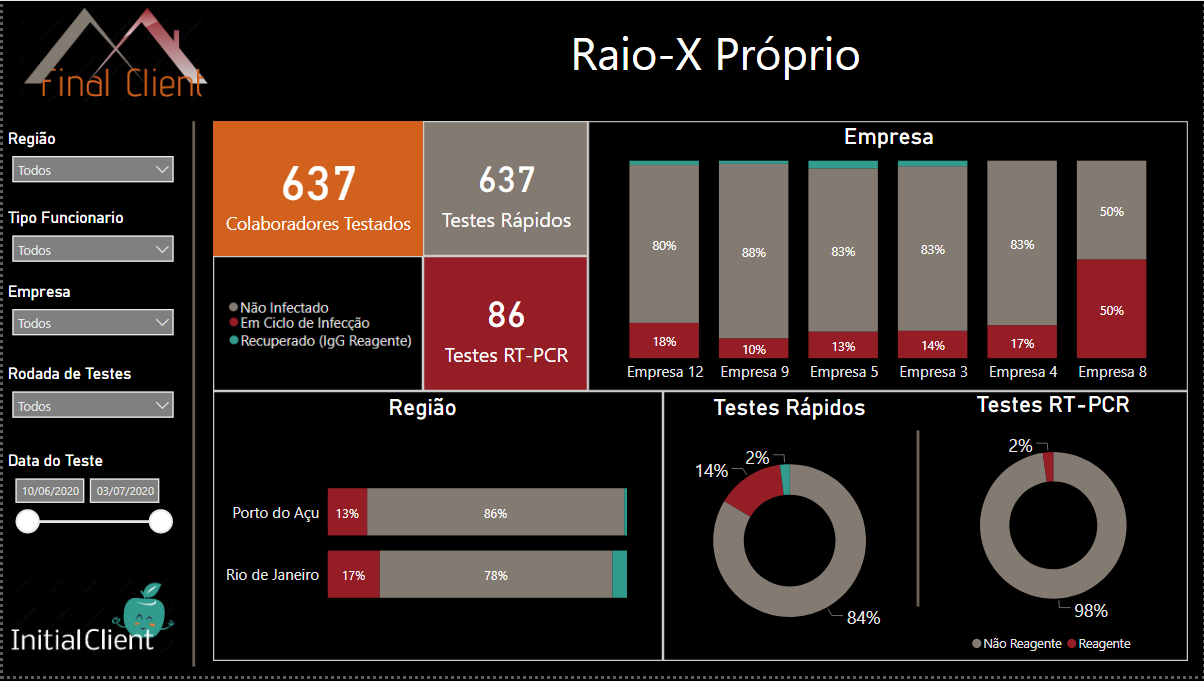 Final Client
Raio-X Próprio
Região
Todos
Tipo Funcionario
Todos
Empresa
Todos
Rodada de Testes
Todos
Data do Teste
10/06/2020 03/07/2020
InitialClient
637
Colaboradores Testados
637
Testes Rápidos
Não Infectado
Em Ciclo de Infecção
Recuperado (IgG Reagente)
86
Testes RT-PCR
Empresa
80% 88% 83% 83% 83% 50%
18% 10% 13% 14% 17% 50%
Empresa 12 Empresa 9 Empresa 5 Empresa 3 Empresa 4 Empresa 8
Região
Porto do Açu 13% 86%
Rio de Janeiro 17% 78%
Testes Rápidos
14% 2%
84%
Testes RT-PCR
2%
98%
Não Reagente Reagente